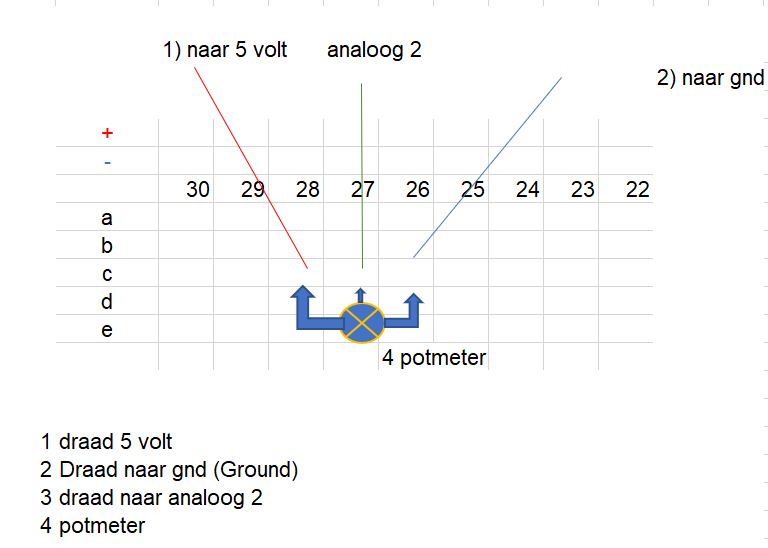 1) naar 5 volt analoog 2
2) naar gnd
+
-
30 29 28 27 26 25 24 23 22
a
b
c
d
e
4 potmeter
1 draad 5 volt
2 Draad naar gnd (Ground)
3 draad naar analoog 2
4 potmeter